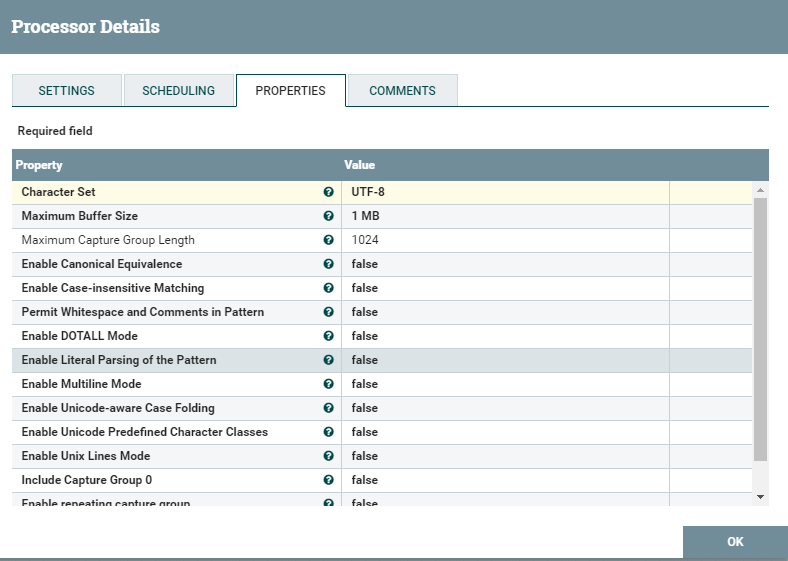 Processor Details
SETTINGS SCHEDULING PROPERTIES COMMENTS
Required field
Property Value
Character Set UTF-8
Maximum Buffer Size 1 MB
Maximum Capture Group Length 1024
Enable Canonical Equivalence false
Enable Case-insensitive Matching false
Permit Whitespace and Comments in Pattern false
Enable DOTALL Mode false
Enable Literal Parsing of the Pattern false
Enable Multiline Mode false
Enable Unicode-aware Case Folding false
Enable Unicode Predefined Character Classes false
Enable Unix Lines Mode false
Include Capture Group 0 false
Enable repeating capture group false
OK